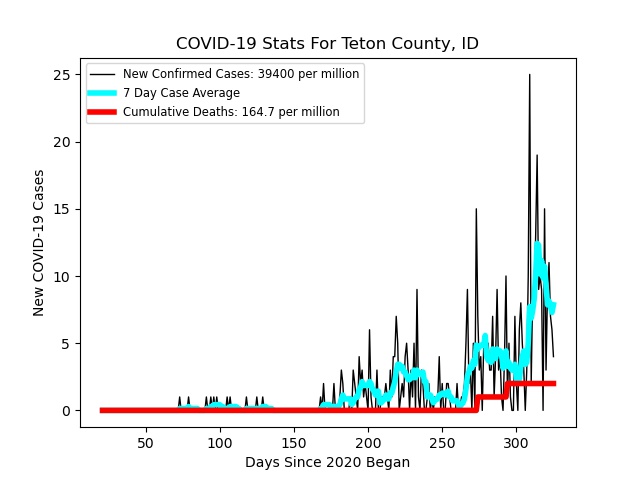 COVID-19 Stats For Teton County, ID
New Confirmed Cases: 39400 per million
7 Day Case Average
Cumulative Deaths: 164.7 per million
25
20
15
10
5
0
New COVID-19 Cases
50 100 150 200 250 300
Days Since 2020 Began